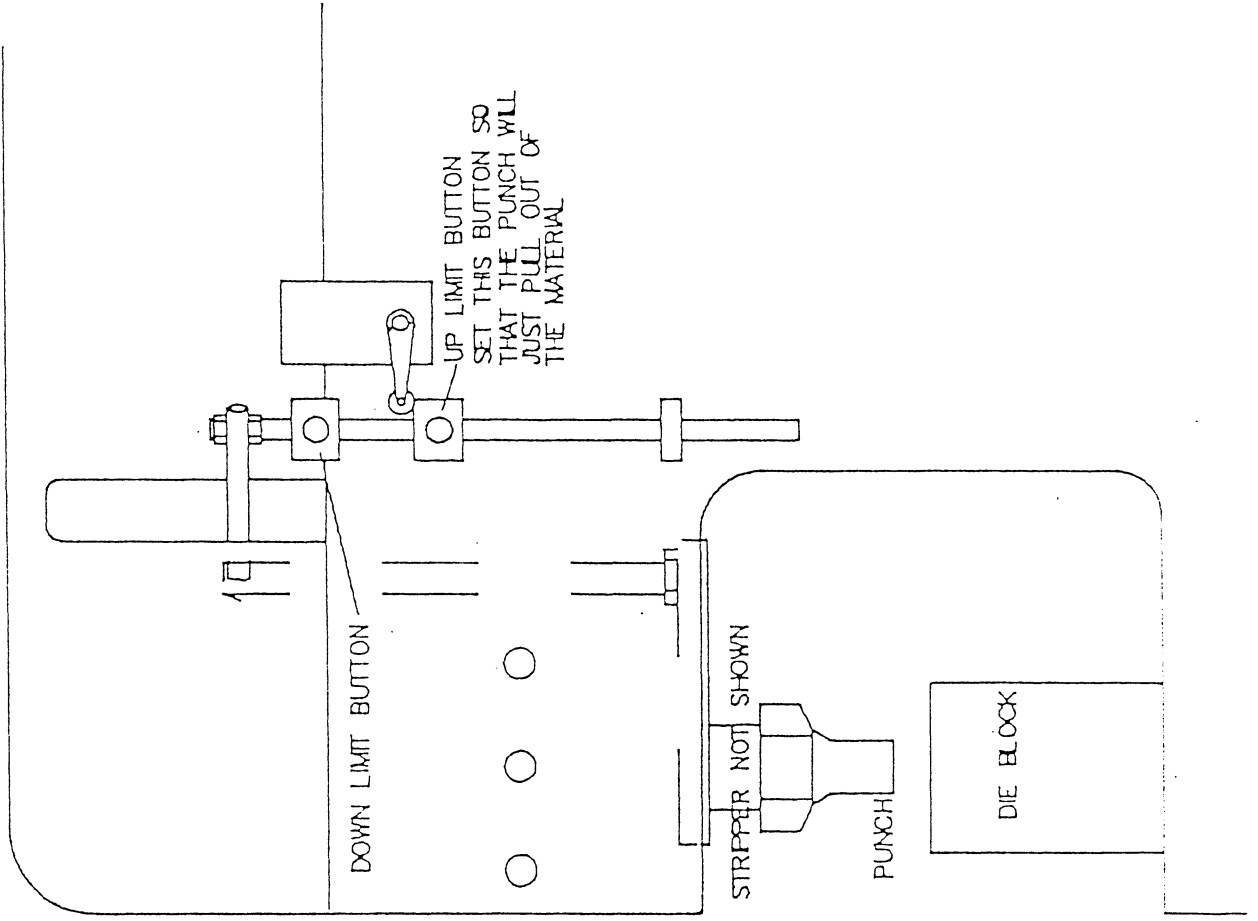 UP LIMIT BUTTON
SET THIS BUTTON SO
THAT THE PUNCH WILL
JUST PULL OUT OF
THE MATERIAL
DOWN LIMIT BUTTON
STRIPPER NOT SHOWN
PUNCH
DIE BLOCK